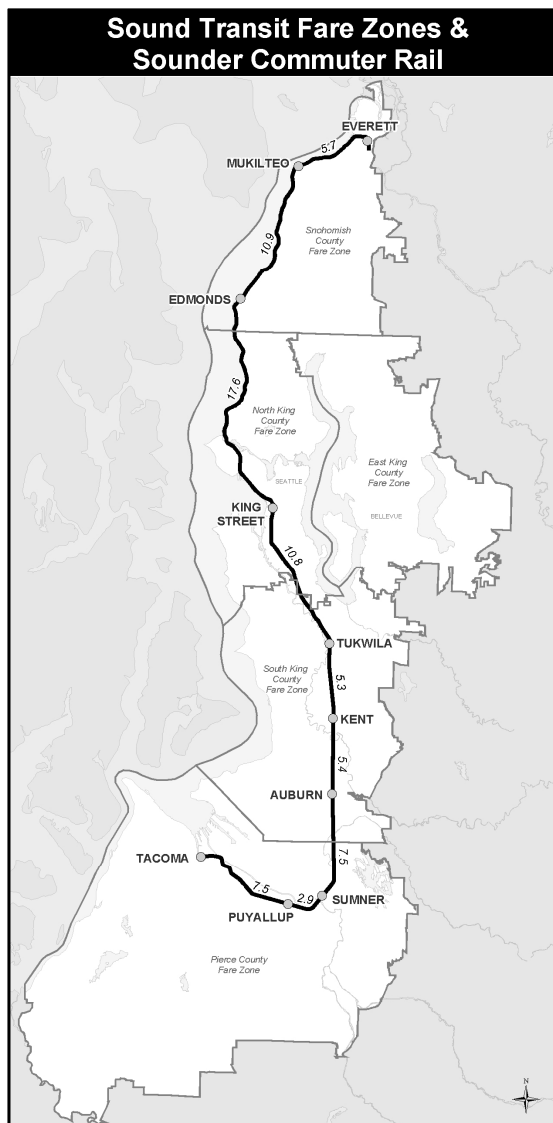 Sound Transit Fare Zones &
Sounder Commuter Rail
EVERETT
5.7
MUKILTEO
10.9
Snohomish
County
Fare Zone
EDMONDS
17.6
North King
County
Fare Zone
East King
County
Fare Zone
SEATTLE
KING
STREET
BELLEVUE
10.8
TUKWILA
South King
County
Fare Zone
5.3
KENT
5.4
AUBURN
7.5
TACOMA
7.5
2.9
SUMNER
PUYALLUP
Pierce County
Fare Zone
N